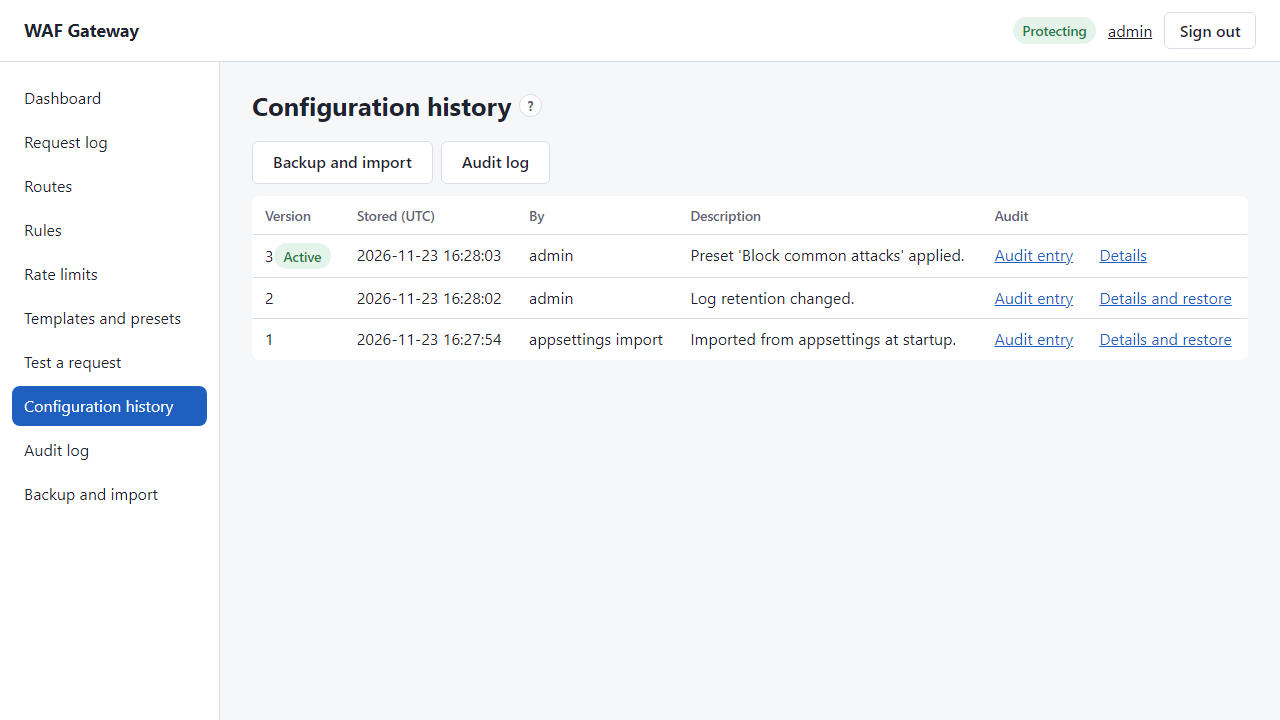 WAF Gateway
Protecting admin Sign out
Dashboard
Request log
Routes
Rules
Rate limits
Templates and presets
Test a request
Configuration history
Audit log
Backup and import
Configuration history ?
Backup and import Audit log
Version Stored (UTC) By Description Audit
3 Active 2026-11-23 16:28:03 admin Preset 'Block common attacks' applied. Audit entry Details
2 2026-11-23 16:28:02 admin Log retention changed. Audit entry Details and restore
1 2026-11-23 16:27:54 appsettings import Imported from appsettings at startup. Audit entry Details and restore